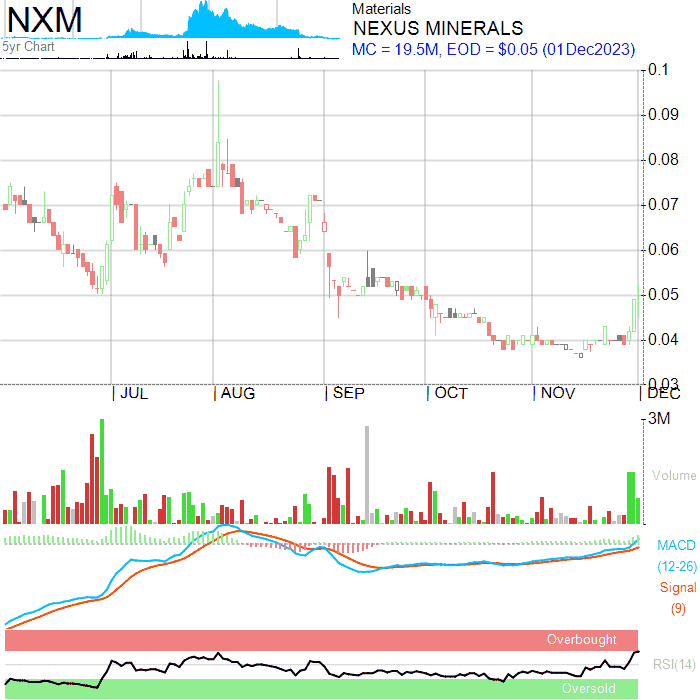 NXM
5yr Chart
Materials
NEXUS MINERALS
MC = 19.5M, EOD = $0.05 (01Dec2023)
0.1
0.09
0.08
0.07
0.06
0.05
0.04
0.03
JUL
AUG
SEP
OCT
NOV
DEC
3M
Volume
MACD
(12-26)
Signal
(9)
Overbought
RSI(14)
Oversold